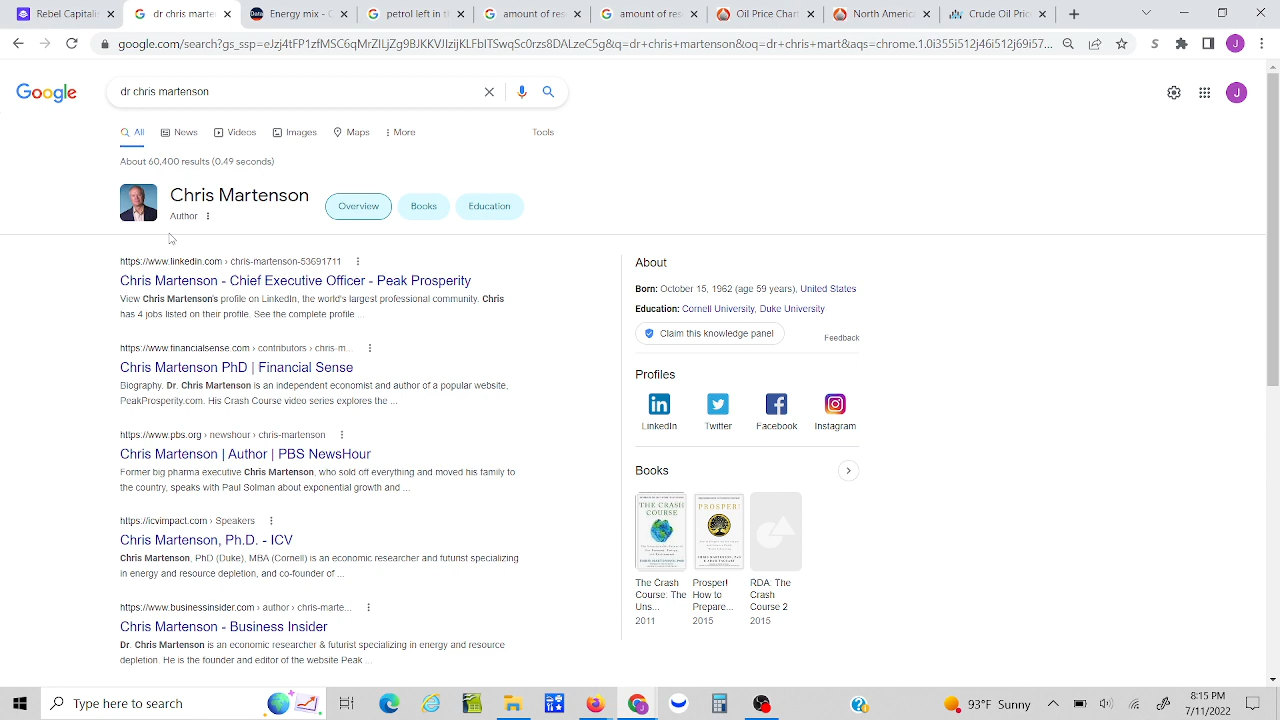 Rebel Capitali
dr chris marte
Energy mix - C
petrol lain t
amount of res
amount of res
Oil Price Chart
North America
Crude Oil Pric
google.com/search?gs_ssp=eJzj4tFP1zfMSC6qMrZILjZg9BJKKVJIzijKLFbITSwqSc0rzs8DALzeC5g&q=dr+chris+martenson&oq=dr+chris+mart&aqs=chrome.1.0i355i512j46i512j69i57...
S
J
Google
dr chris martenson
J
All
News
Videos
Images
Maps
More
Tools
About 60,400 results (0.49 seconds)
Chris Martenson
Author
Overview
Books
Education
https://www.linkedin.com › chris-martenson-53691711
Chris Martenson - Chief Executive Officer - Peak Prosperity
View Chris Martenson's profile on LinkedIn, the world's largest professional community. Chris
has 4 jobs listed on their profile. See the complete profile ...
https://www.financialsense.com › contributors › chris-m...
Chris Martenson PhD | Financial Sense
Biography. Dr. Chris Martenson is an independent economist and author of a popular website,
PeakProsperity.com. His Crash Course video series explores the ...
https://www.pbs.org › newshour › chris-martenson
Chris Martenson | Author | PBS NewsHour
Former big pharma executive Chris Martenson, who sold off everything and moved his family to
the country, speaks with Paul Solman about exponential growth and ...
https://icvimpact.com › Speakers
Chris Martenson, Ph.D. - ICV
Chris Martenson, PhD (Duke), MBA (Cornell) is an economic researcher and futurist specializing
in energy and resource depletion, and co-founder of ...
https://www.businessinsider.com › author › chris-marte...
Chris Martenson - Business Insider
Dr. Chris Martenson is an economic researcher & futurist specializing in energy and resource
depletion. He is the founder and editor of the website Peak ...
About
Born: October 15, 1962 (age 59 years), United States
Education: Cornell University, Duke University
Claim this knowledge panel
Feedback
Profiles
LinkedIn
Twitter
Facebook
Instagram
Books
THE CRASH
COURSE
PROSPER!
The Crash
Course: The
Uns...
2011
Prosper!
How to
Prepare...
2015
RDA. The
Crash
Course 2
2015
Type here to search
93°F Sunny
8:15 PM
7/11/2022